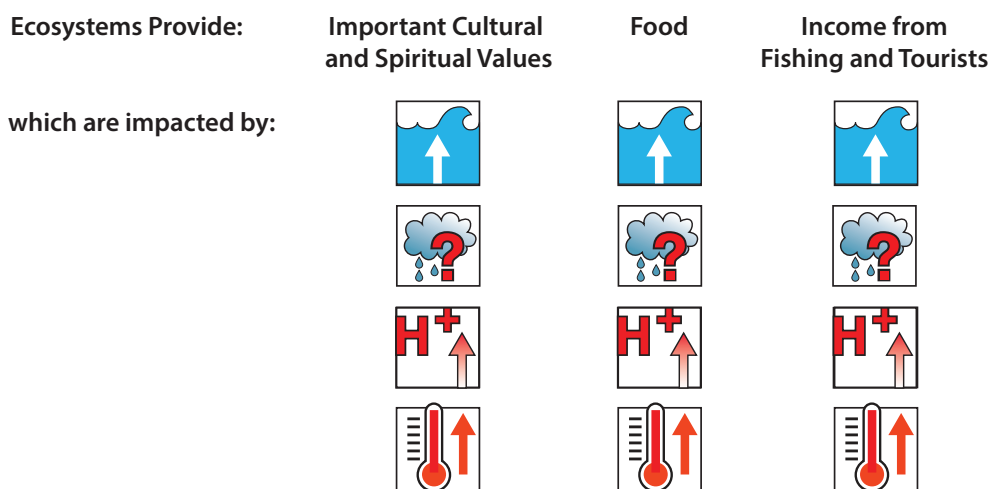 Ecosystems Provide:
Important Cultural
and Spiritual Values
Food
Income from
Fishing and Tourists
which are impacted by:
?
?
?
H+
H+
H+